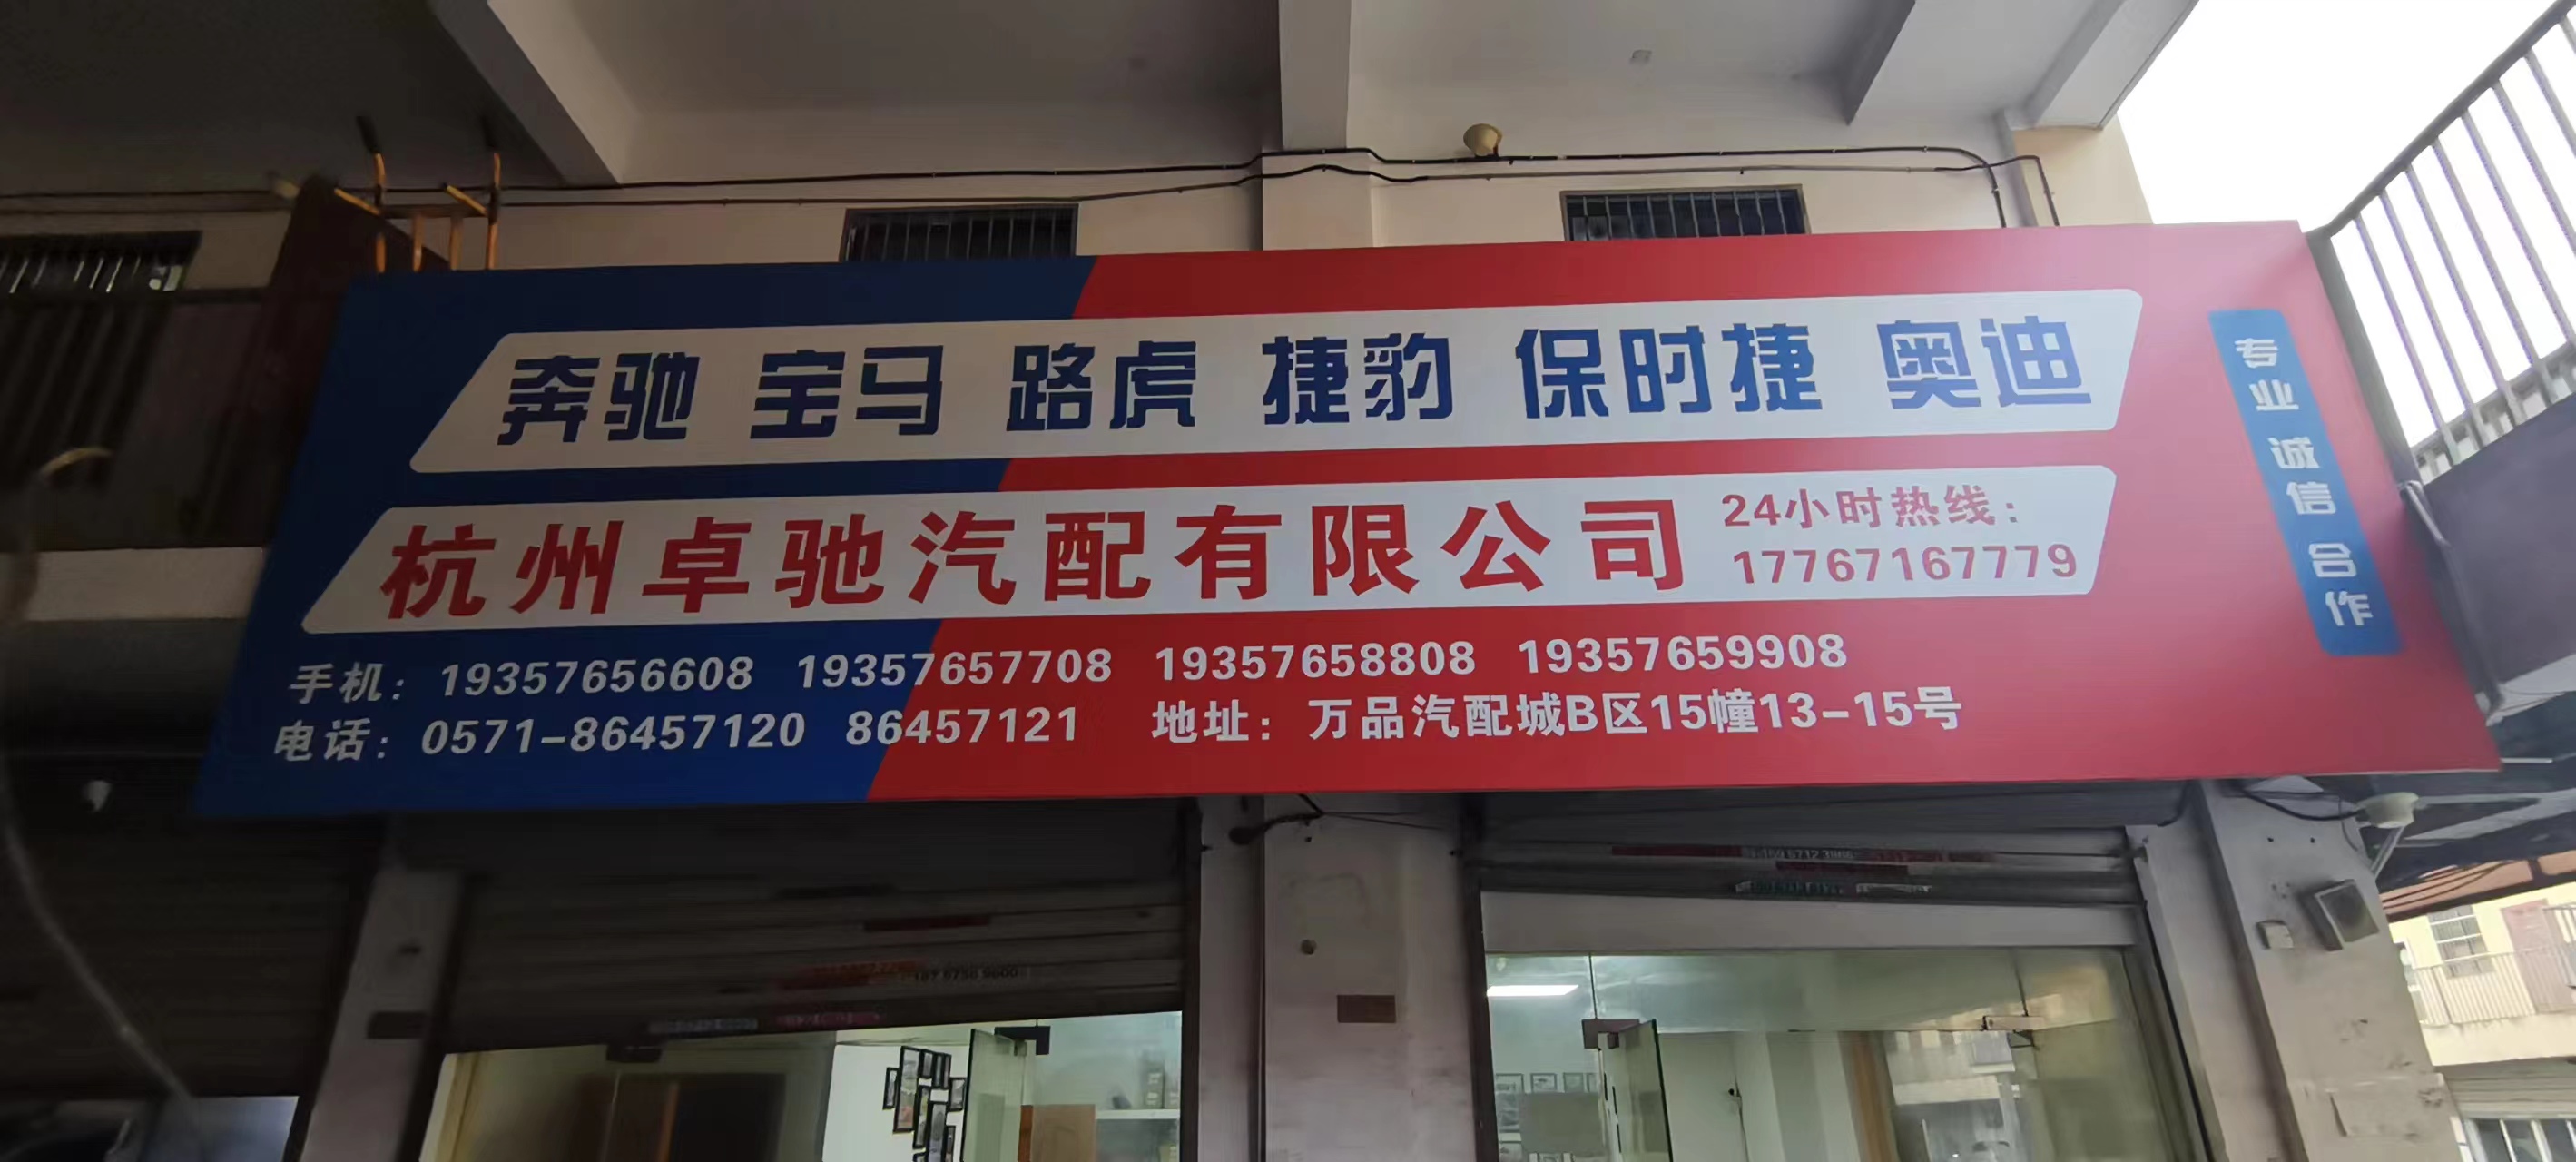 奔驰 宝马 路虎 捷豹 保时捷 奥迪
杭州卓驰汽配有限公司
24小时热线：
17767167779
手机：19357656608 19357657708 19357658808 19357659908
电话：0571-86457120 86457121
地址：万品汽配城B区15幢13-15号
专业 诚信 合作